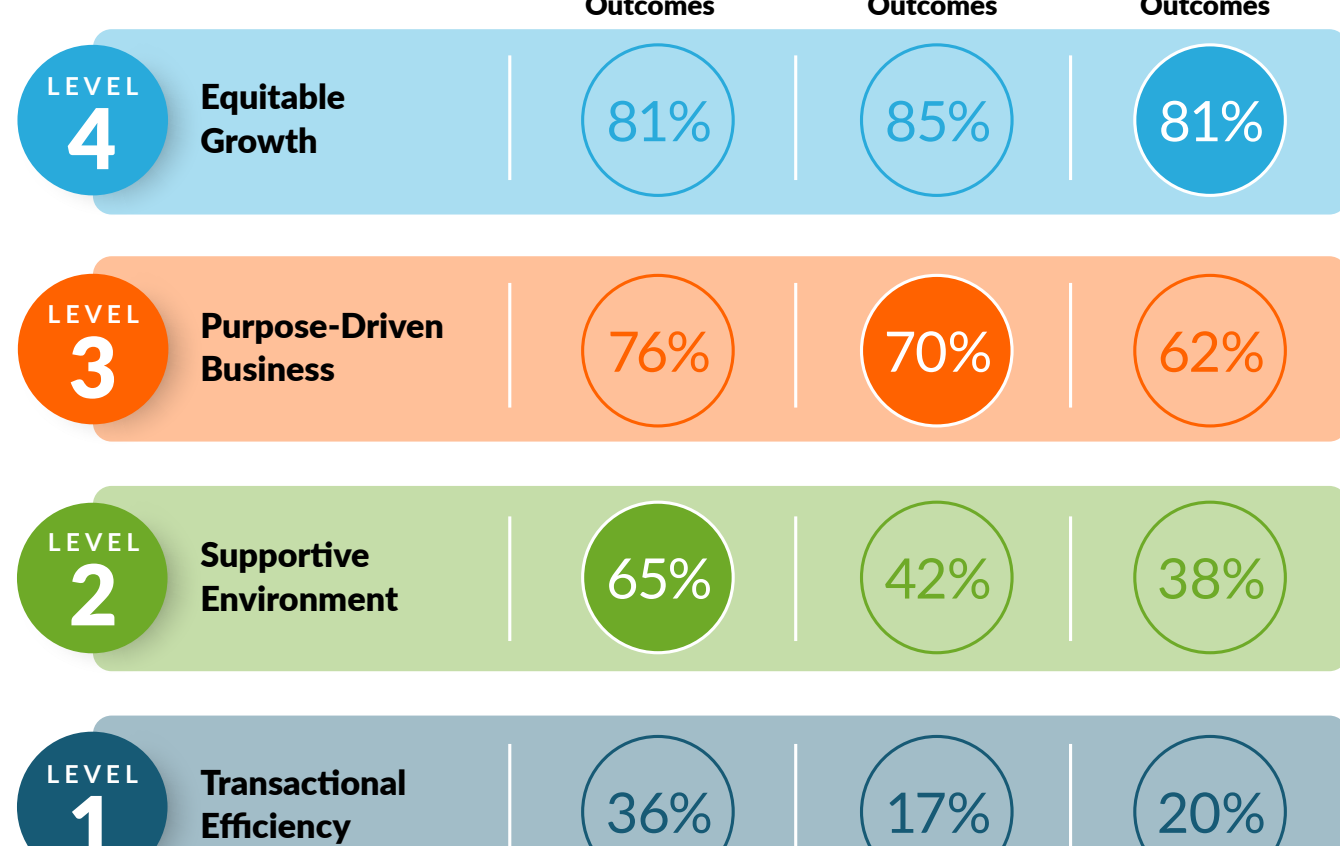 Outcomes Outcomes Outcomes
LEVEL
4
Equitable
Growth
81% 85% 81%
LEVEL
3
Purpose-Driven
Business
76% 70% 62%
LEVEL
2
Supportive
Environment
65% 42% 38%
LEVEL
1
Transactional
Efficiency
36% 17% 20%